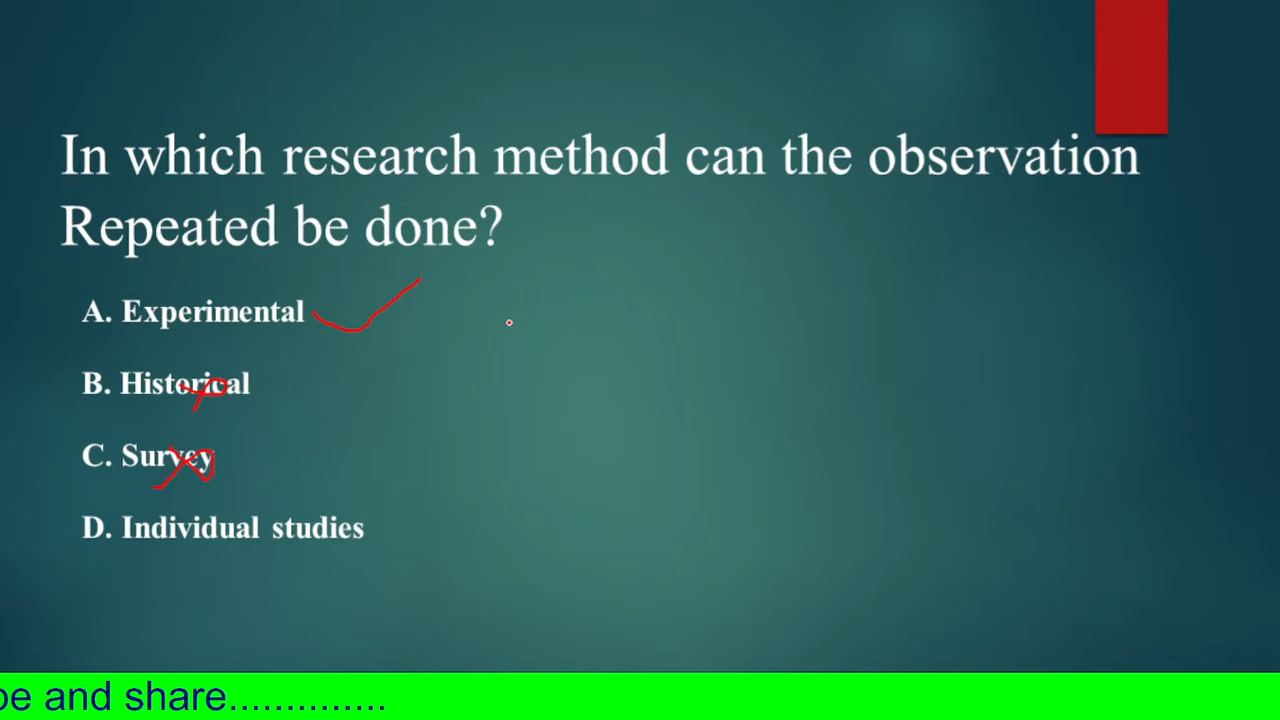 In which research method can the observation
Repeated be done?
A. Experimental
B. Historical
C. Survey
D. Individual studies
be and share..............